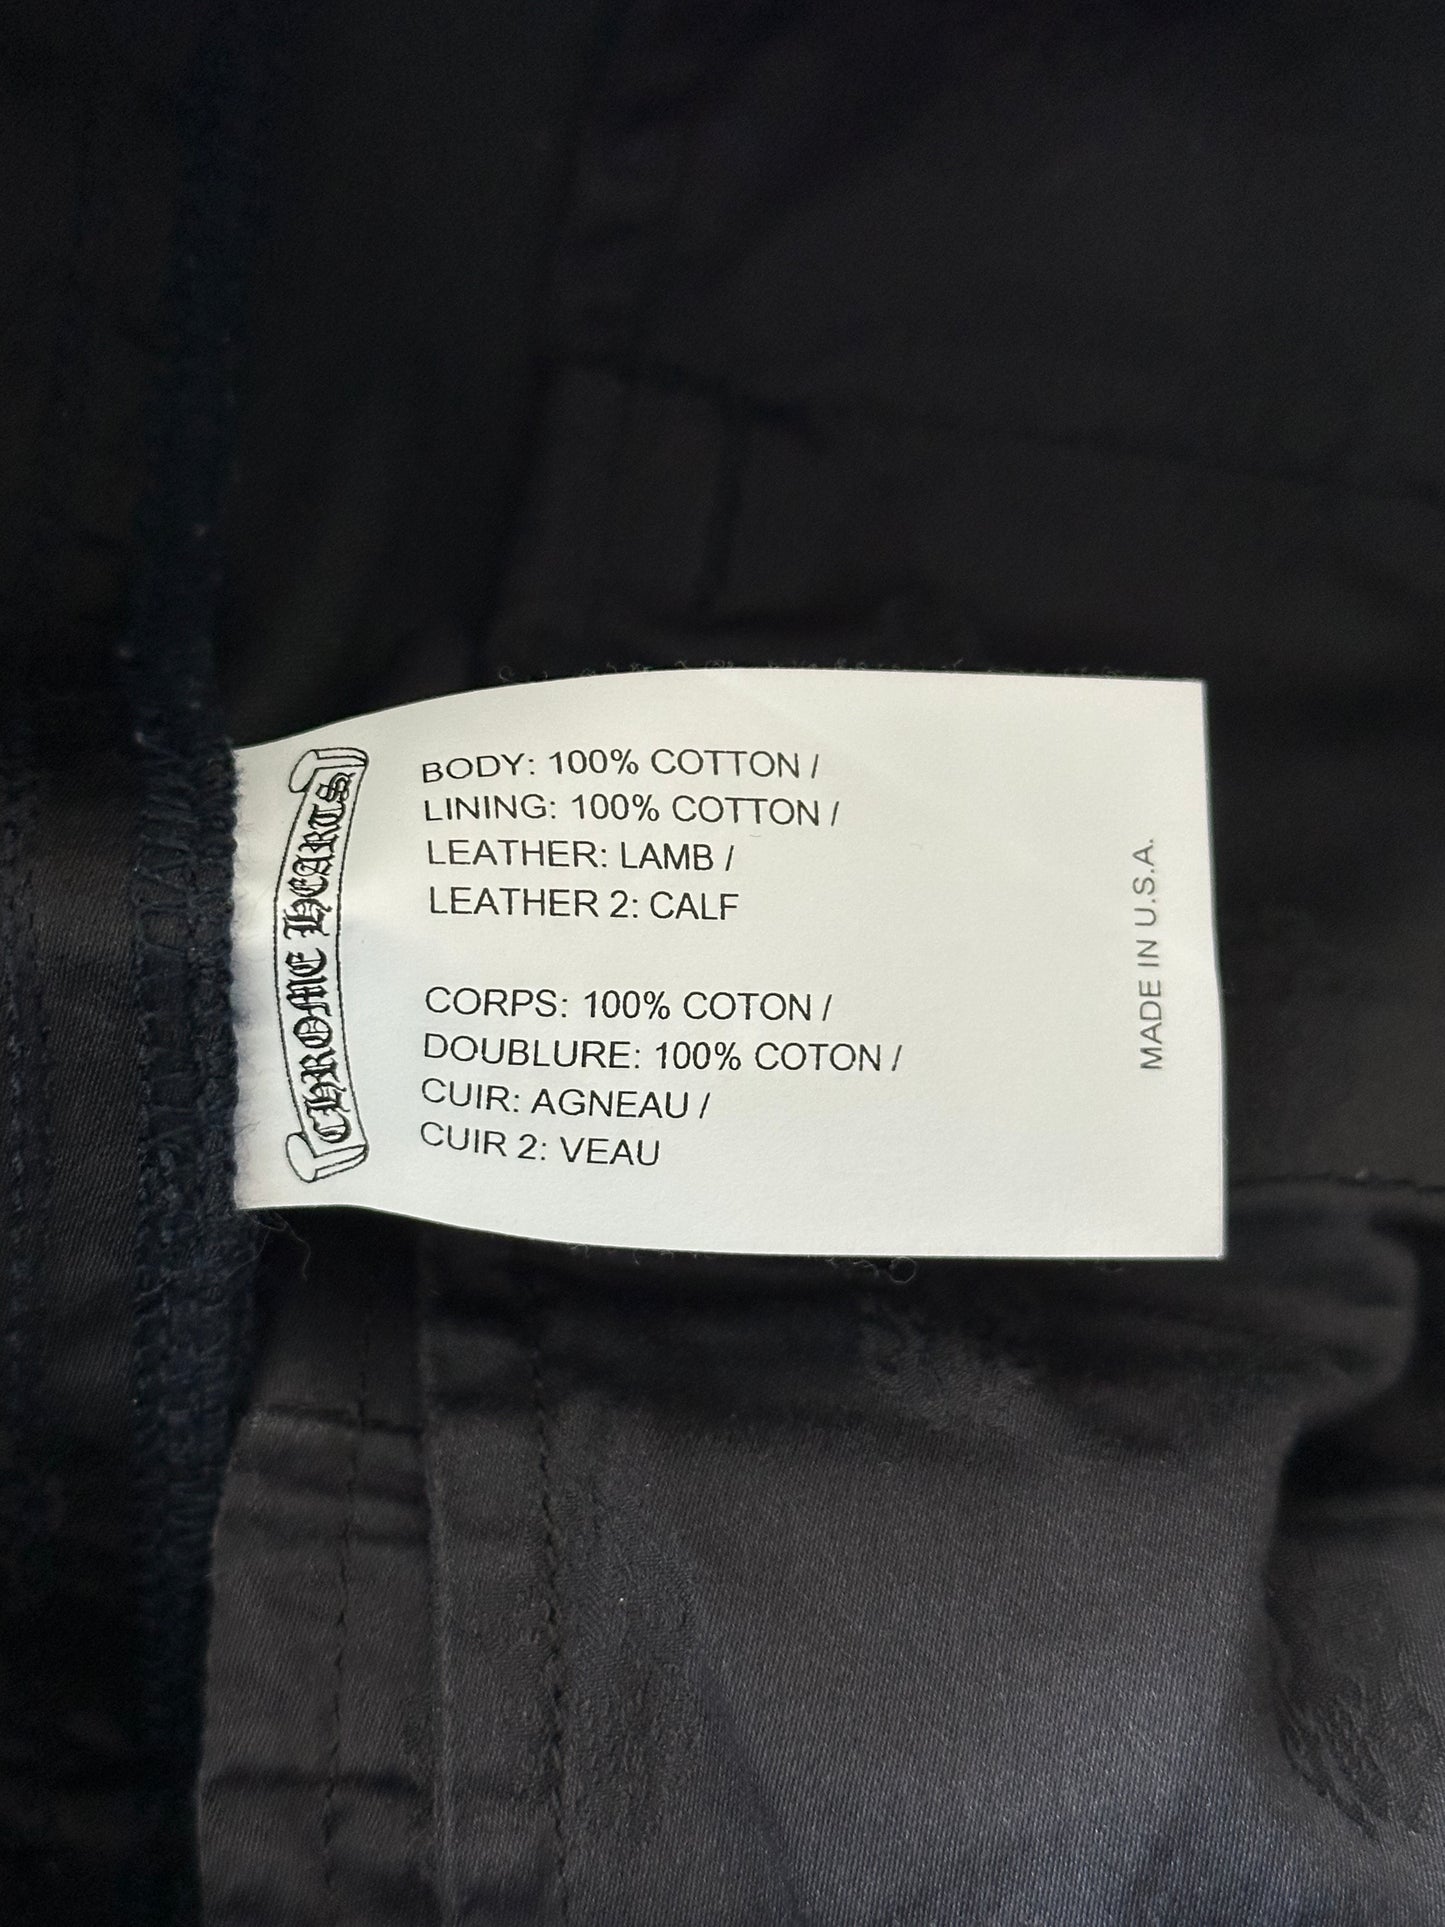 CHROME HEARTS
BODY: 100% COTTON /
LINING: 100% COTTON /
LEATHER: LAMB /
LEATHER 2: CALF
CORPS: 100% COTON /
DOUBLURE: 100% COTON /
CUIR: AGNEAU /
CUIR 2: VEAU
MADE IN U.S.A.